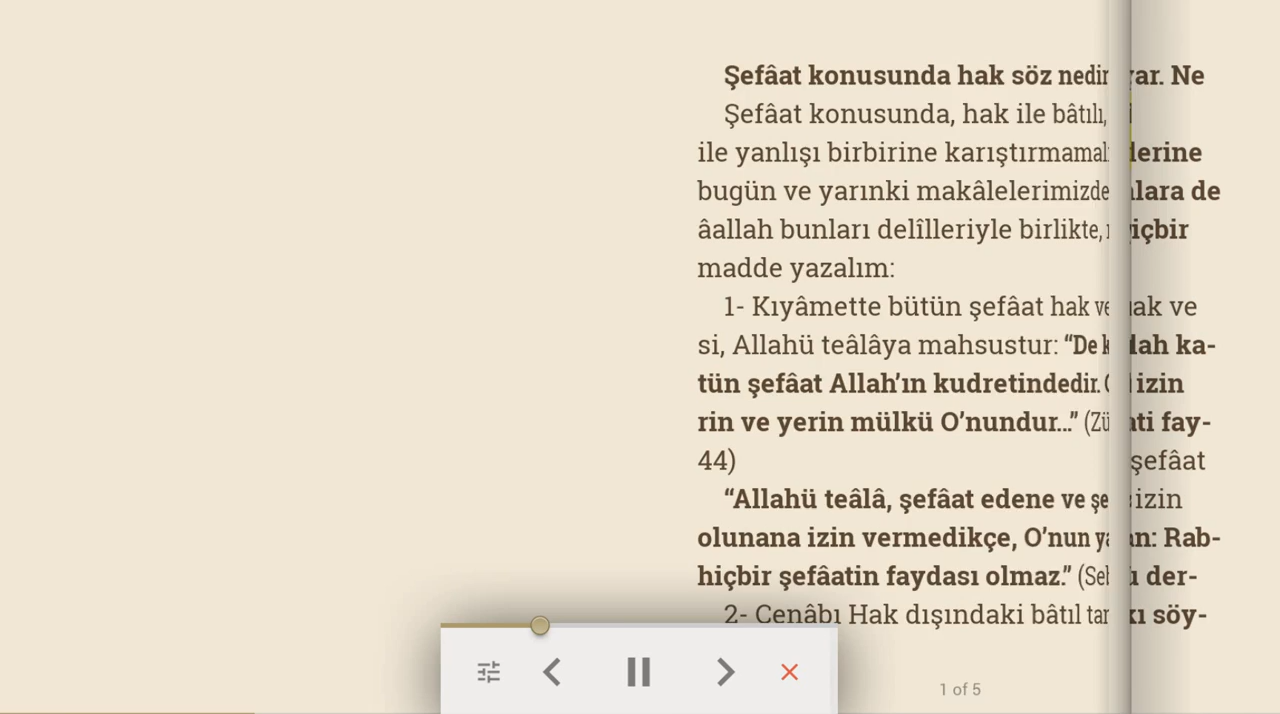 Şefâat konusunda hak söz nedir
Şefâat konusunda, hak ile bâtılı,
ile yanlışı birbirine karıştırmamalı
bugün ve yarınki makâlelerimizde
âallah bunları delîlleriyle birlikte,
madde yazalım:
1- Kıyâmette bütün şefâat hak ve
si, Allahü teâlâya mahsustur: “De k
tün şefâat Allah’ın kudretindedir.
rin ve yerin mülkü O’nundur...” (Zü
44)
“Allahü teâlâ, şefâat edene ve şe
olunana izin vermedikçe, O’nun ya
hiçbir şefâatin faydası olmaz.” (Seb
2- Cenâbı Hak dışındaki bâtıl tan
yar. Ne
lerine
nlara de
içbir
ak ve
lah ka-
izin
ati fay-
şefâat
izin
an: Rab-
der-
kı söy-
1 of 5